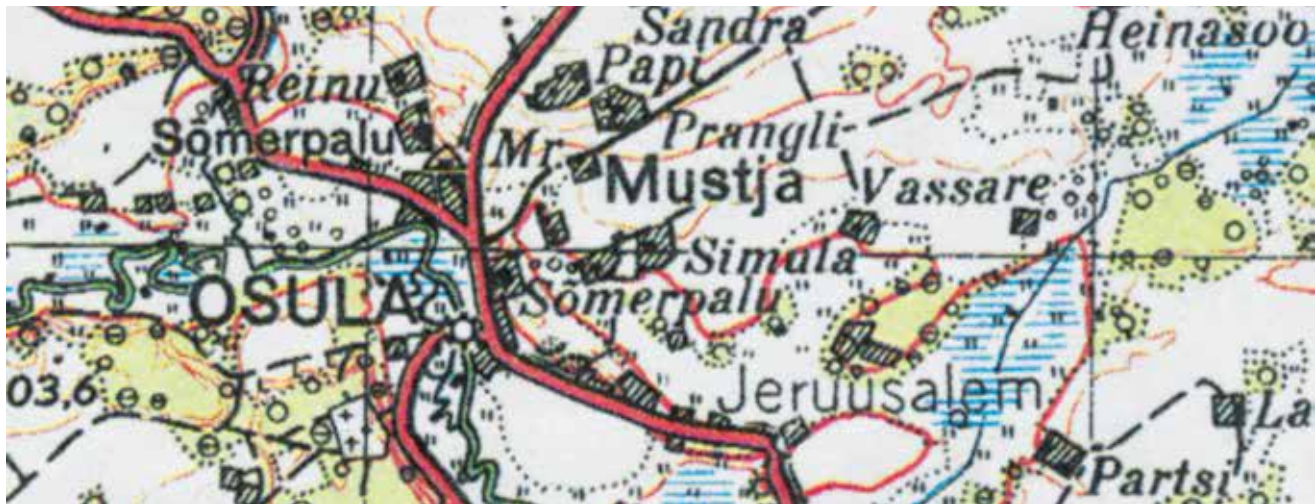 Sandra
Heinasoo
Reinu
Papi
Sõmerpalu
Mr.
Prangli
Mustja
Vassare
Simula
OSULA
Sõmerpalu
03,6
Jeruusalem
La
Partsi